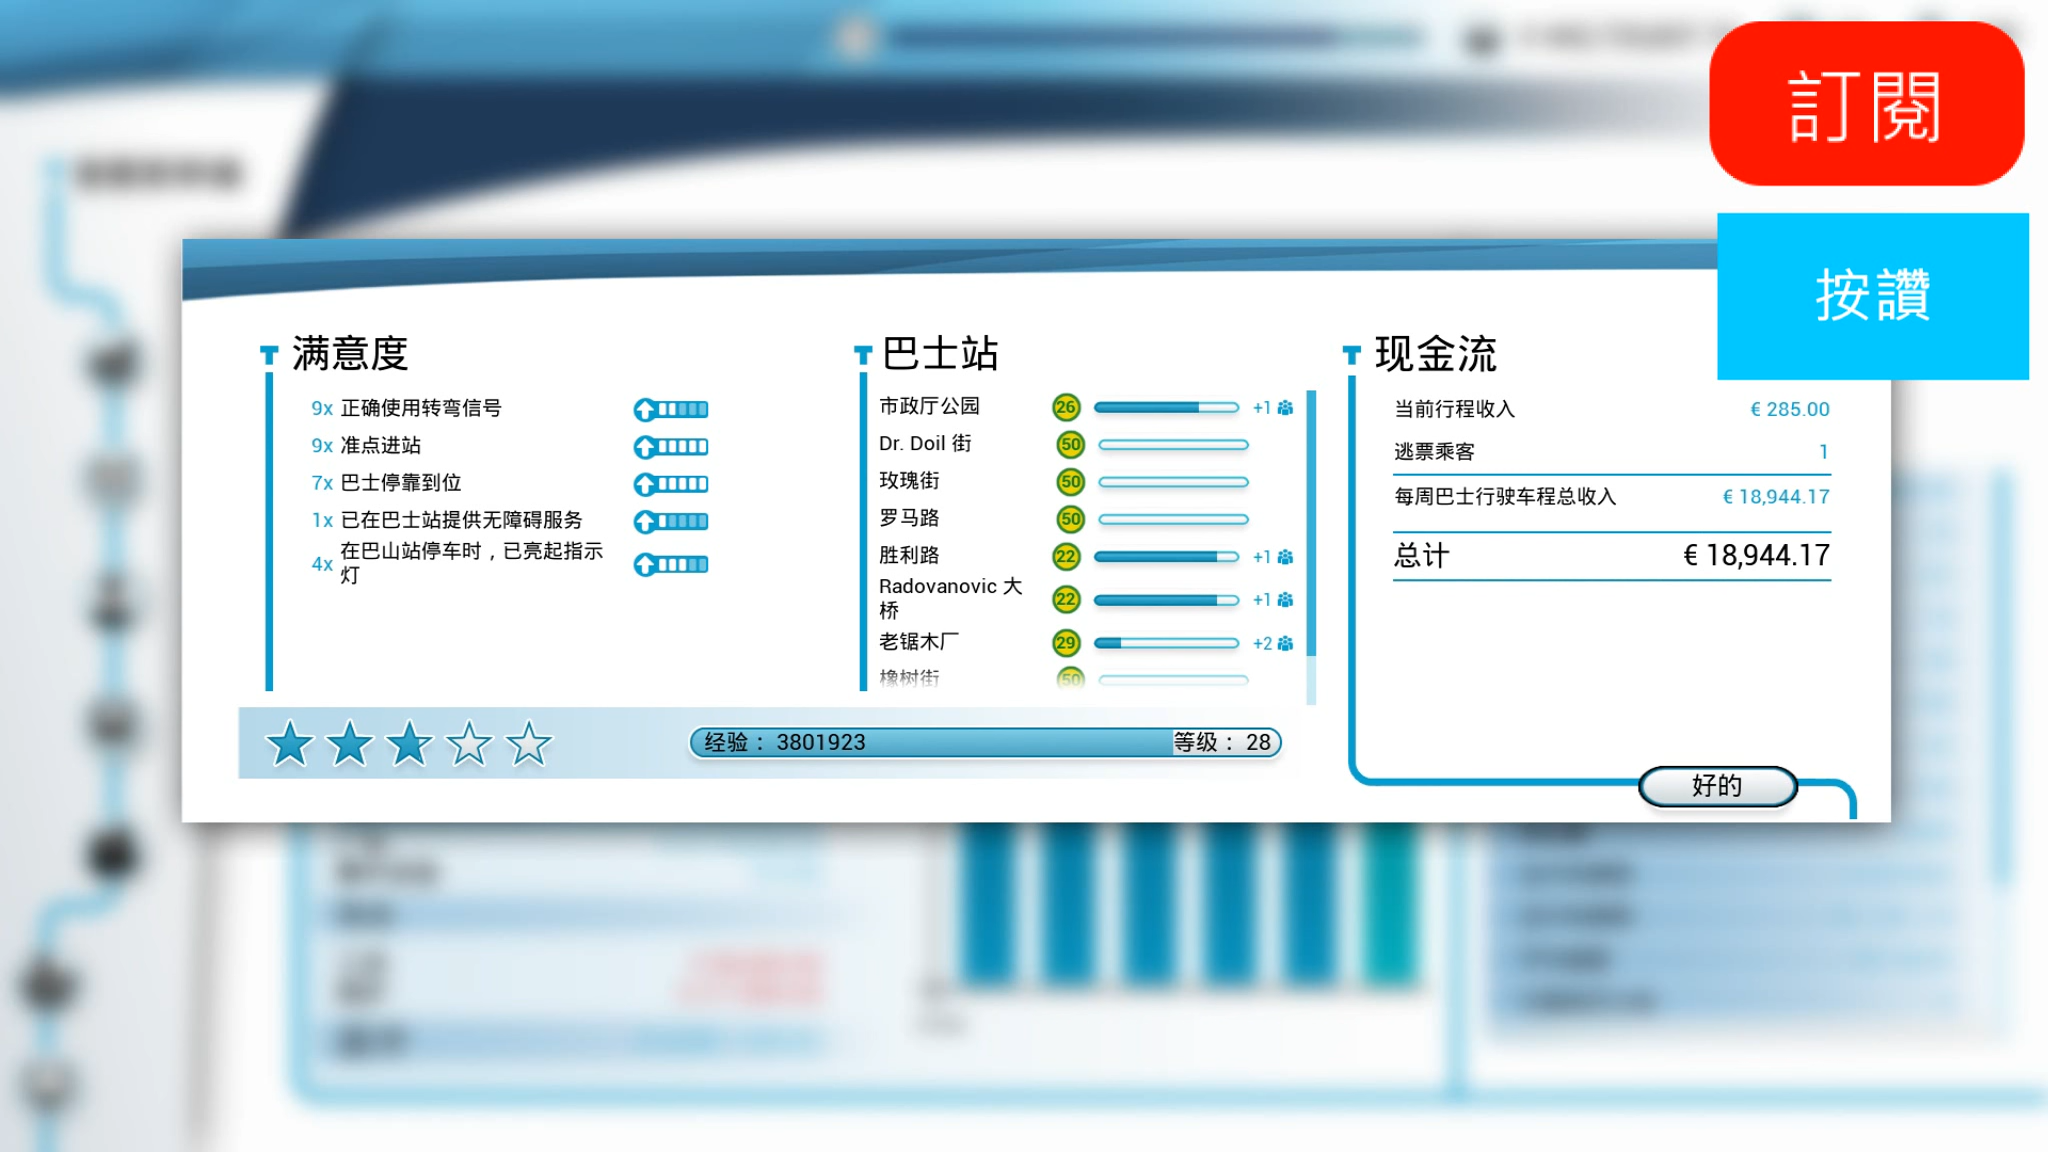 訂閱
按讚
满意度
9x 正确使用转弯信号
9x 准点进站
7x 巴士停靠到位
1x 已在巴士站提供无障碍服务
4x 在巴山站停车时，已亮起指示
灯
巴士站
市政厅公园 26 +1
Dr. Doil 街 50
玫瑰街 50
罗马路 50
胜利路 22 +1
Radovanovic 大
桥 22 +1
老锯木厂 29 +2
橡树街 50
现金流
当前行程收入 € 285.00
逃票乘客 1
每周巴士行驶车程总收入 € 18,944.17
总计 € 18,944.17
经验： 3801923 等级： 28
好的